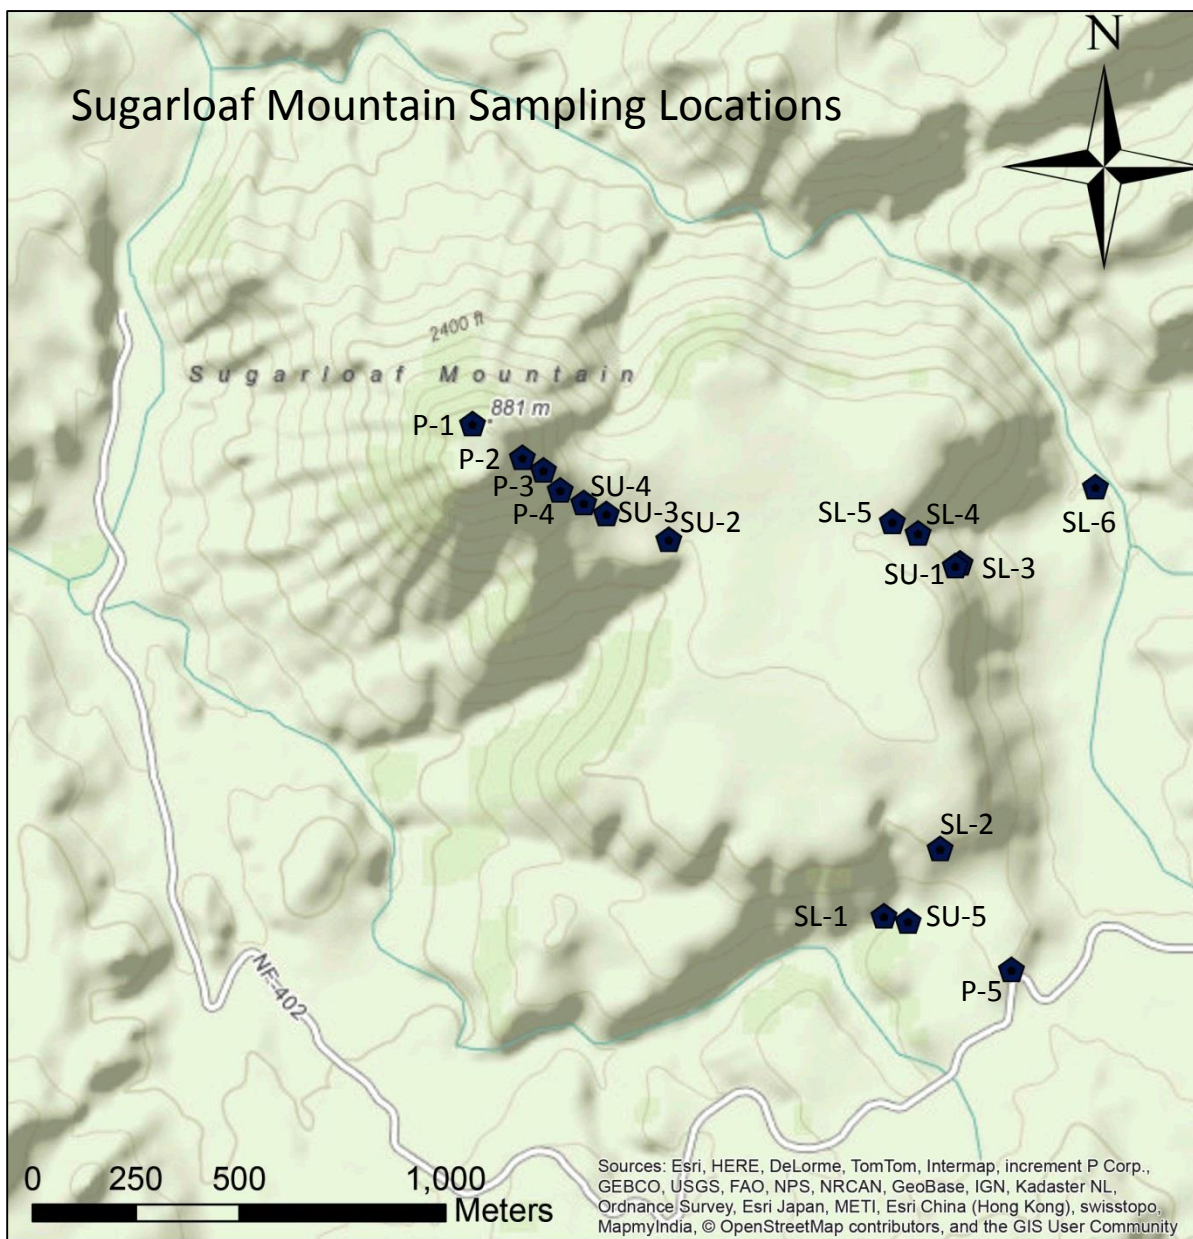 N
Sugarloaf Mountain Sampling Locations
2400 ft
Sugarloaf Mountain
881 m
P-1
P-2
P-3
SU-4
P-4
SU-3
SU-2
SL-5
SL-4
SL-6
SU-1
SL-3
SL-2
SL-1
SU-5
P-5
NF-402
0 250 500 1,000
Meters
Sources: Esri, HERE, DeLorme, TomTom, Intermap, increment P Corp.,
GEBCO, USGS, FAO, NPS, NRCAN, GeoBase, IGN, Kadaster NL,
Ordnance Survey, Esri Japan, METI, Esri China (Hong Kong), swisstopo,
MapmyIndia, © OpenStreetMap contributors, and the GIS User Community